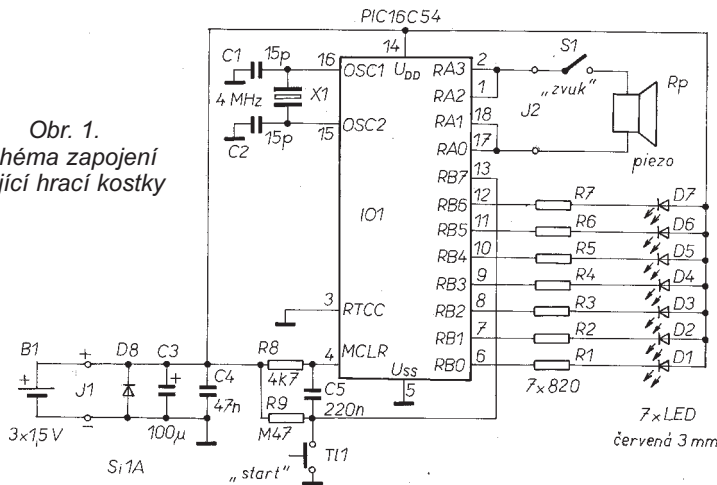 PIC16C54
14
C1
15p
16
OSC1
UDD
RA3
2
S1
4 MHz
X1
RA2
1
„zvuk"
Rp
15p
15
OSC2
RA1
18
J2
C2
RA0
17
piezo
Obr. 1.
héma zapojení
jící hrací kostky
RB7
13
IO1
RB6
12
R7
D7
RB5
11
R6
D6
RB4
10
R5
D5
RB3
9
R4
D4
3
RTCC
RB2
8
R3
D3
RB1
7
R2
D2
B1
+
D8
C3
R8
4
MCLR
RB0
6
R1
D1
+
J1
+
C4
4k7
USS
5
C5
7x820
47n
R9
220n
3x1,5 V
–
100µ
M47
7xLED
Si1A
„start"
Tl1
červená 3 mm